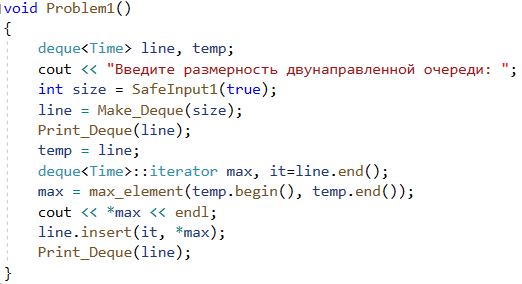 void Problem1()
{
deque<Time> line, temp;
cout << "Введите размерность двунаправленной очереди: ";
int size = SafeInput1(true);
line = Make_Deque(size);
Print_Deque(line);
temp = line;
deque<Time>::iterator max, it=line.end();
max = max_element(temp.begin(), temp.end());
cout << *max << endl;
line.insert(it, *max);
Print_Deque(line);
}